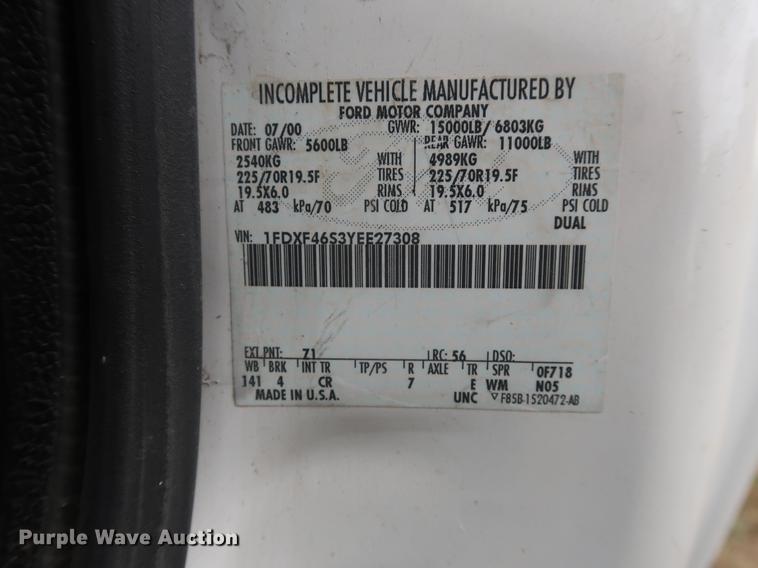 INCOMPLETE VEHICLE MANUFACTURED BY
FORD MOTOR COMPANY
DATE: 07/00 GVWR: 15000LB/ 6803KG
FRONT GAWR: 5600LB REAR GAWR: 11000LB
2540KG WITH 4989KG WITH
225/70R19.5F TIRES 225/70R19.5F TIRES
19.5X6.0 RIMS 19.5X6.0 RIMS
AT 483 kPa/70 PSI COLD AT 517 kPa/75 PSI COLD
DUAL
VIN: 1FDXF46S3YEE27308
EXT PNT: 71 RC: 56 DSO:
WB BRK INT TR TP/PS R AXLE TR SPR 0F718
141 4 CR 7 E WM N05
MADE IN U.S.A. UNC ▽ F85B-1520472-AB
Purple Wave Auction